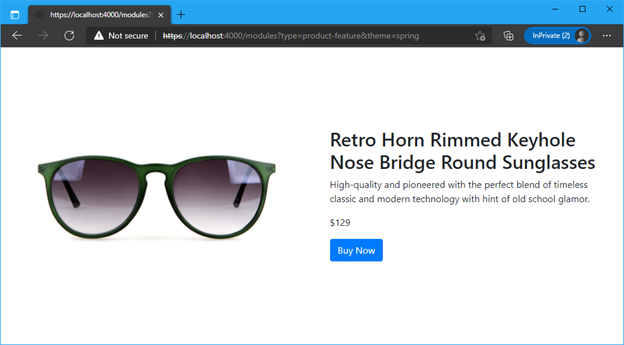 https://localhost:4000/modules?t
Not secure https://localhost:4000/modules?type=product-feature&theme=spring InPrivate (2)
Retro Horn Rimmed Keyhole
Nose Bridge Round Sunglasses
High-quality and pioneered with the perfect blend of timeless
classic and modern technology with hint of old school glamor.
$129
Buy Now